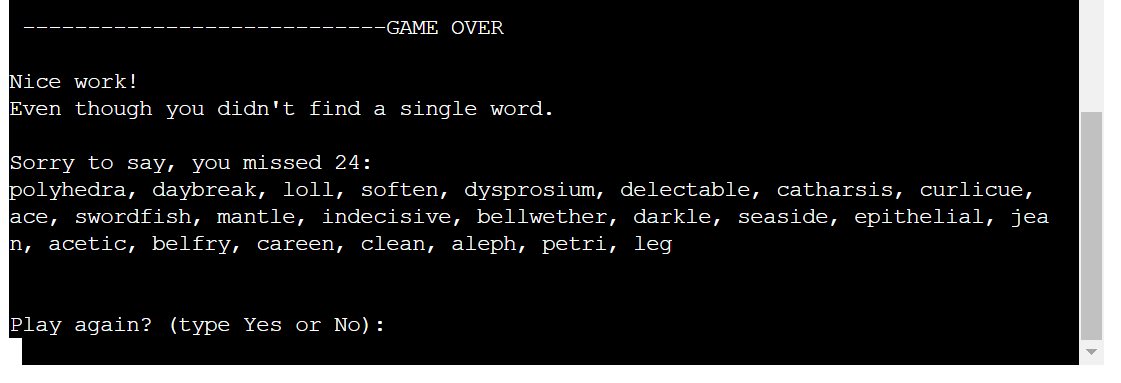 ----------------------------GAME OVER
Nice work!
Even though you didn't find a single word.
Sorry to say, you missed 24:
polyhedra, daybreak, loll, soften, dysprosium, delectable, catharsis, curlicue,
ace, swordfish, mantle, indecisive, bellwether, darkle, seaside, epithelial, jea
n, acetic, belfry, careen, clean, aleph, petri, leg
Play again? (type Yes or No):